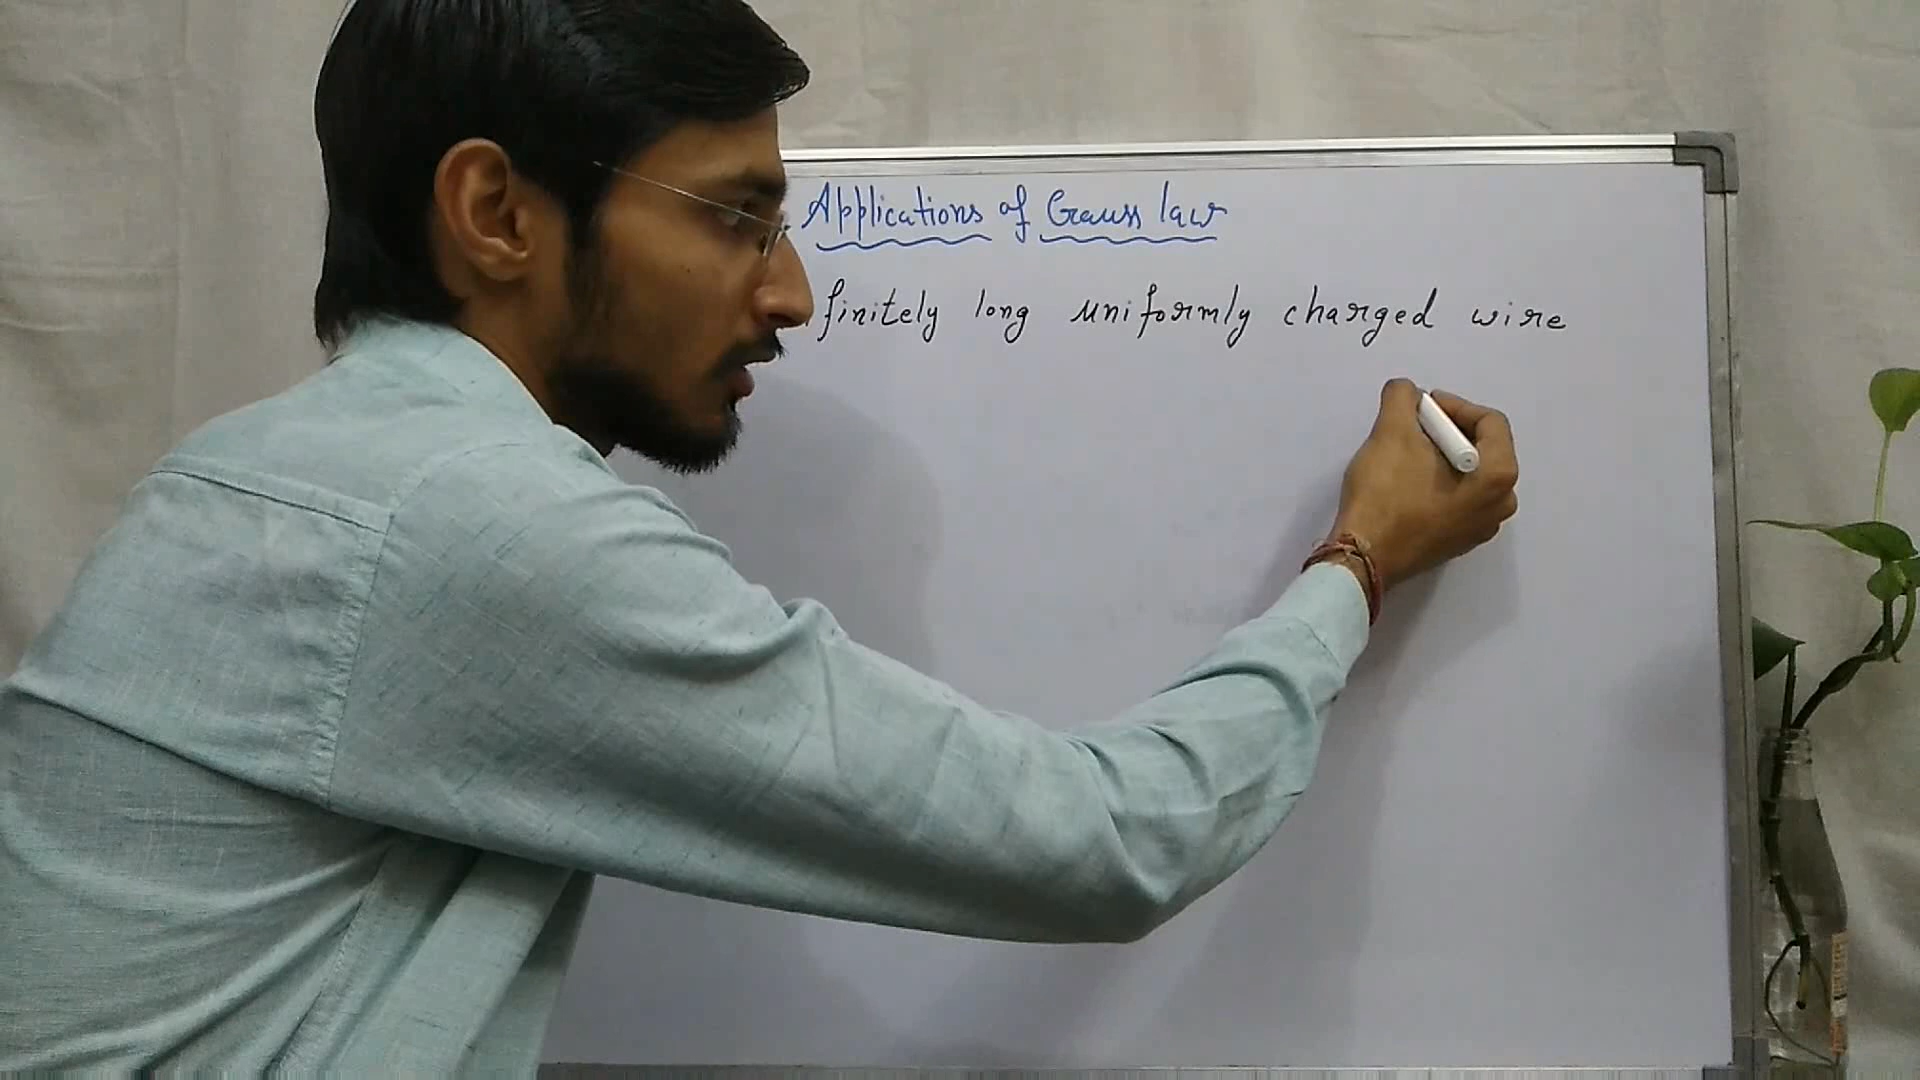 Applications of Gauss law
finitely long uniformly charged wire